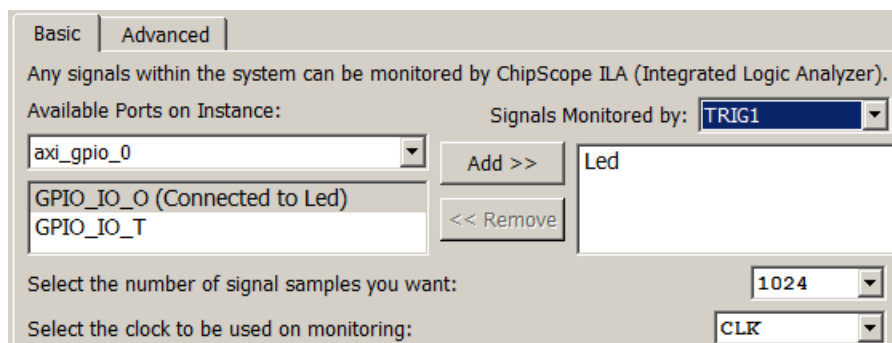 Basic Advanced
Any signals within the system can be monitored by ChipScope ILA (Integrated Logic Analyzer).
Available Ports on Instance: Signals Monitored by: TRIG1
axi_gpio_0
Add >> Led
GPIO_IO_O (Connected to Led)
<< Remove
GPIO_IO_T
Select the number of signal samples you want: 1024
Select the clock to be used on monitoring: CLK